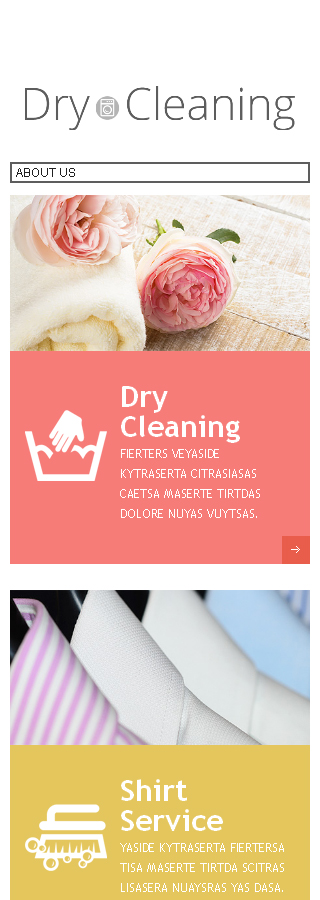 Dry Cleaning
ABOUT US
Dry
Cleaning
FIERTERS VEYASIDE
KYTRASERTA CITRASIASAS
CAETSA MASERTE TIRTDAS
DOLORE NUYAS VUYTSAS.
Shirt
Service
YASIDE KYTRASERTA FIERTERSA
TISA MASERTE TIRTDA SCITRAS
LISASERA NUAYSRAS YAS DASA.